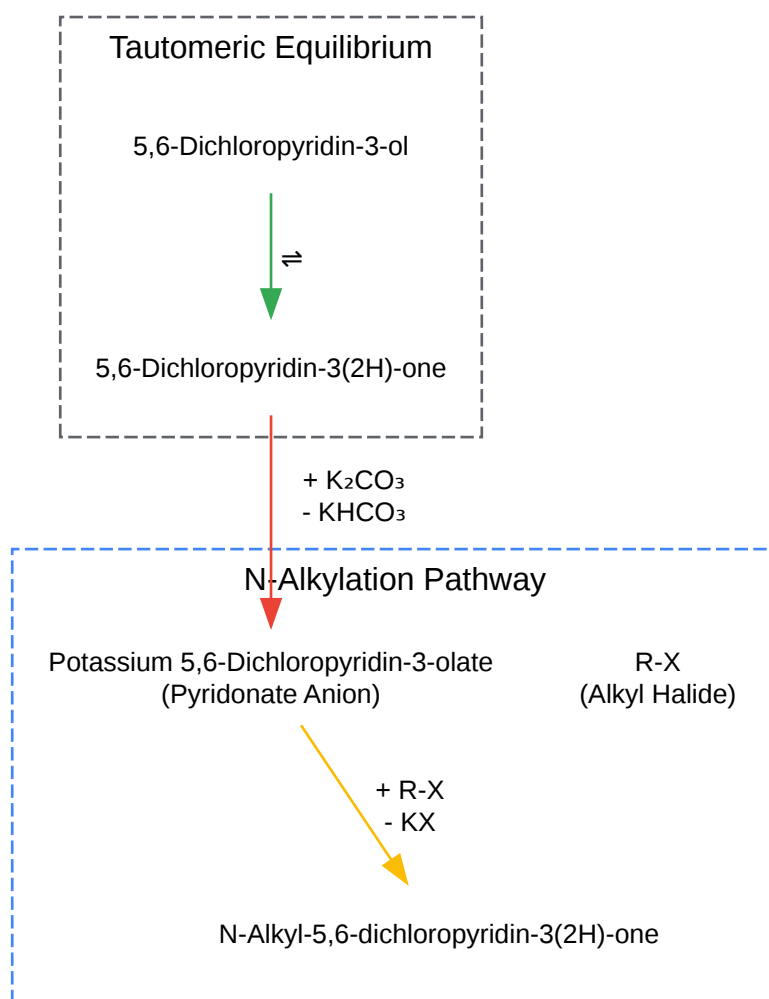 Tautomeric Equilibrium
5,6-Dichloropyridin-3-ol
⇌
5,6-Dichloropyridin-3(2H)-one
+ K₂CO₃
- KHCO₃
N-Alkylation Pathway
Potassium 5,6-Dichloropyridin-3-olate
(Pyridonate Anion)
R-X
(Alkyl Halide)
+ R-X
- KX
N-Alkyl-5,6-dichloropyridin-3(2H)-one